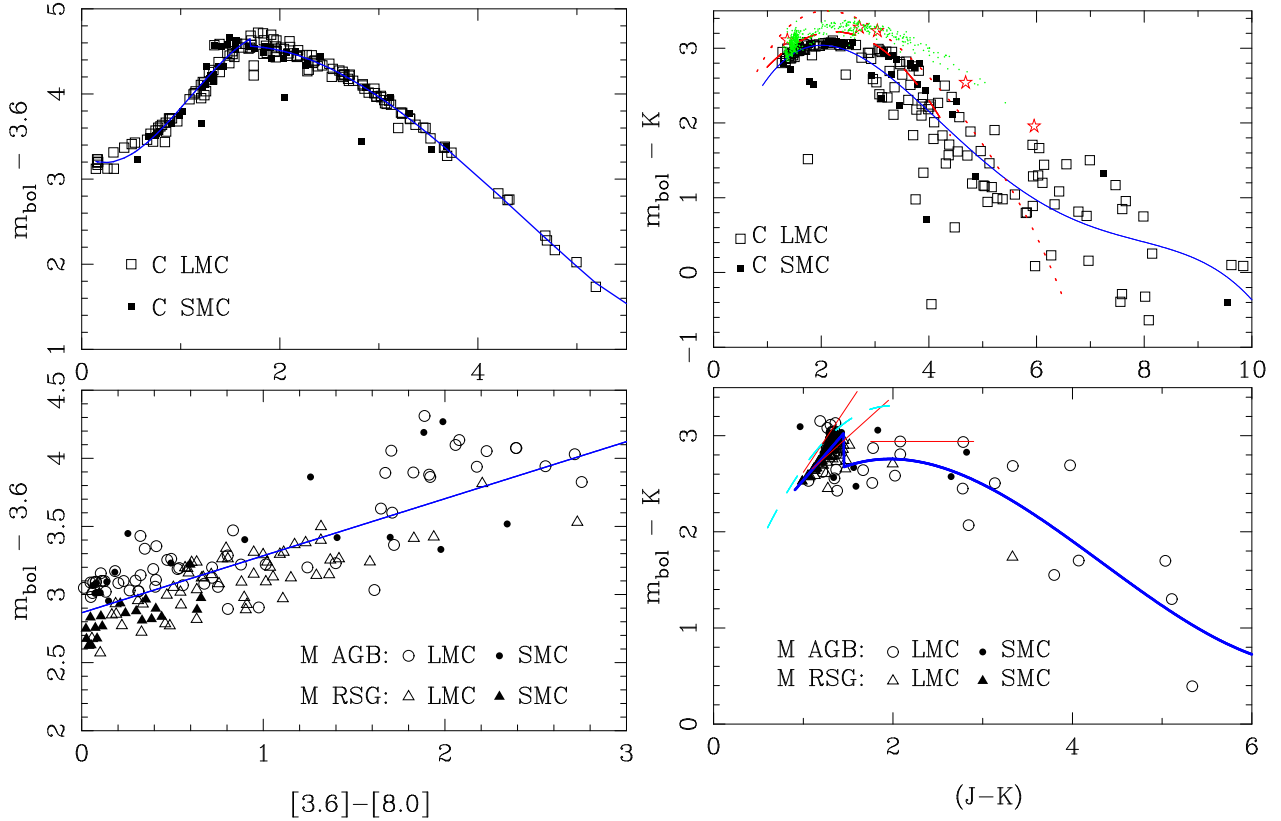 5
4
3
2
1
m_bol − 3.6
□ C LMC
■ C SMC
0
2
4
3
2
1
0
−1
m_bol − K
□ C LMC
■ C SMC
0
2
4
6
8
10
4.5
4
3.5
3
2.5
2
m_bol − 3.6
M AGB: ○ LMC ● SMC
M RSG: △ LMC ▲ SMC
0
1
2
3
[3.6]−[8.0]
3
2
1
0
m_bol − K
M AGB: ○ LMC ● SMC
M RSG: △ LMC ▲ SMC
0
2
4
6
(J−K)